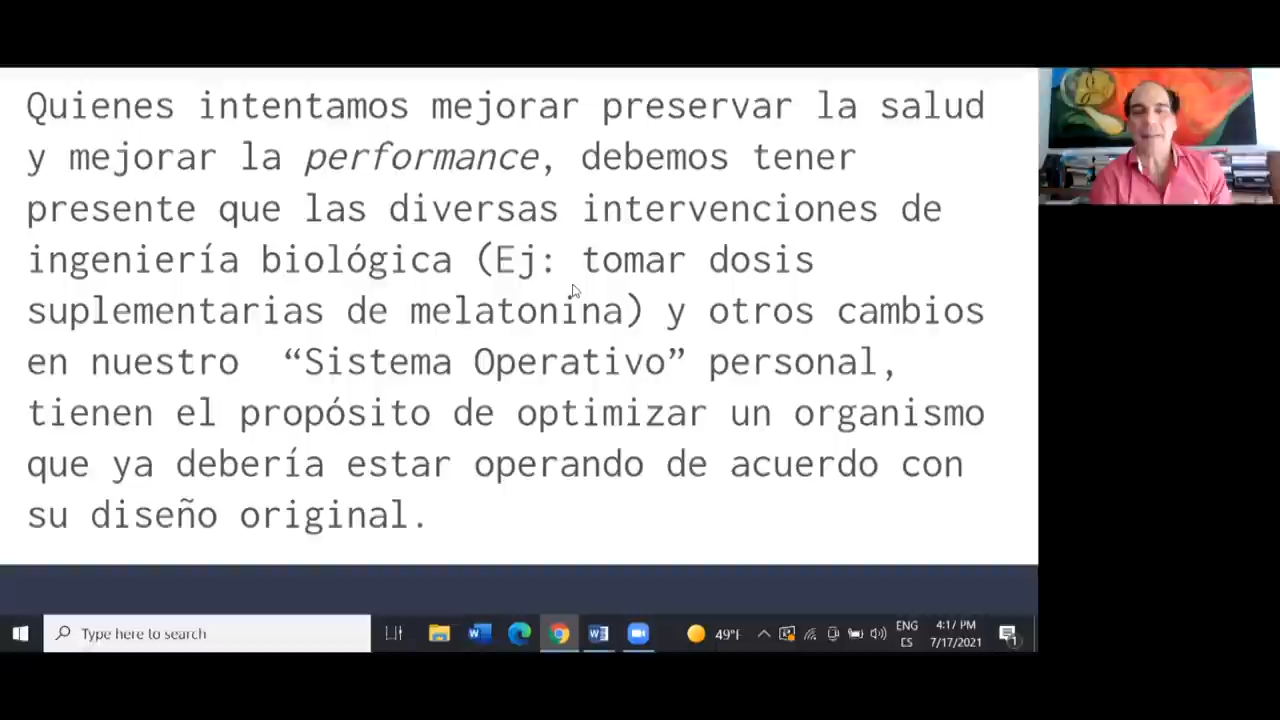 Quienes intentamos mejorar preservar la salud
y mejorar la performance, debemos tener
presente que las diversas intervenciones de
ingeniería biológica (Ej: tomar dosis
suplementarias de melatonina) y otros cambios
en nuestro “Sistema Operativo” personal,
tienen el propósito de optimizar un organismo
que ya debería estar operando de acuerdo con
su diseño original.
Type here to search
49°F
ENG
CS
4:17 PM
7/17/2021
1